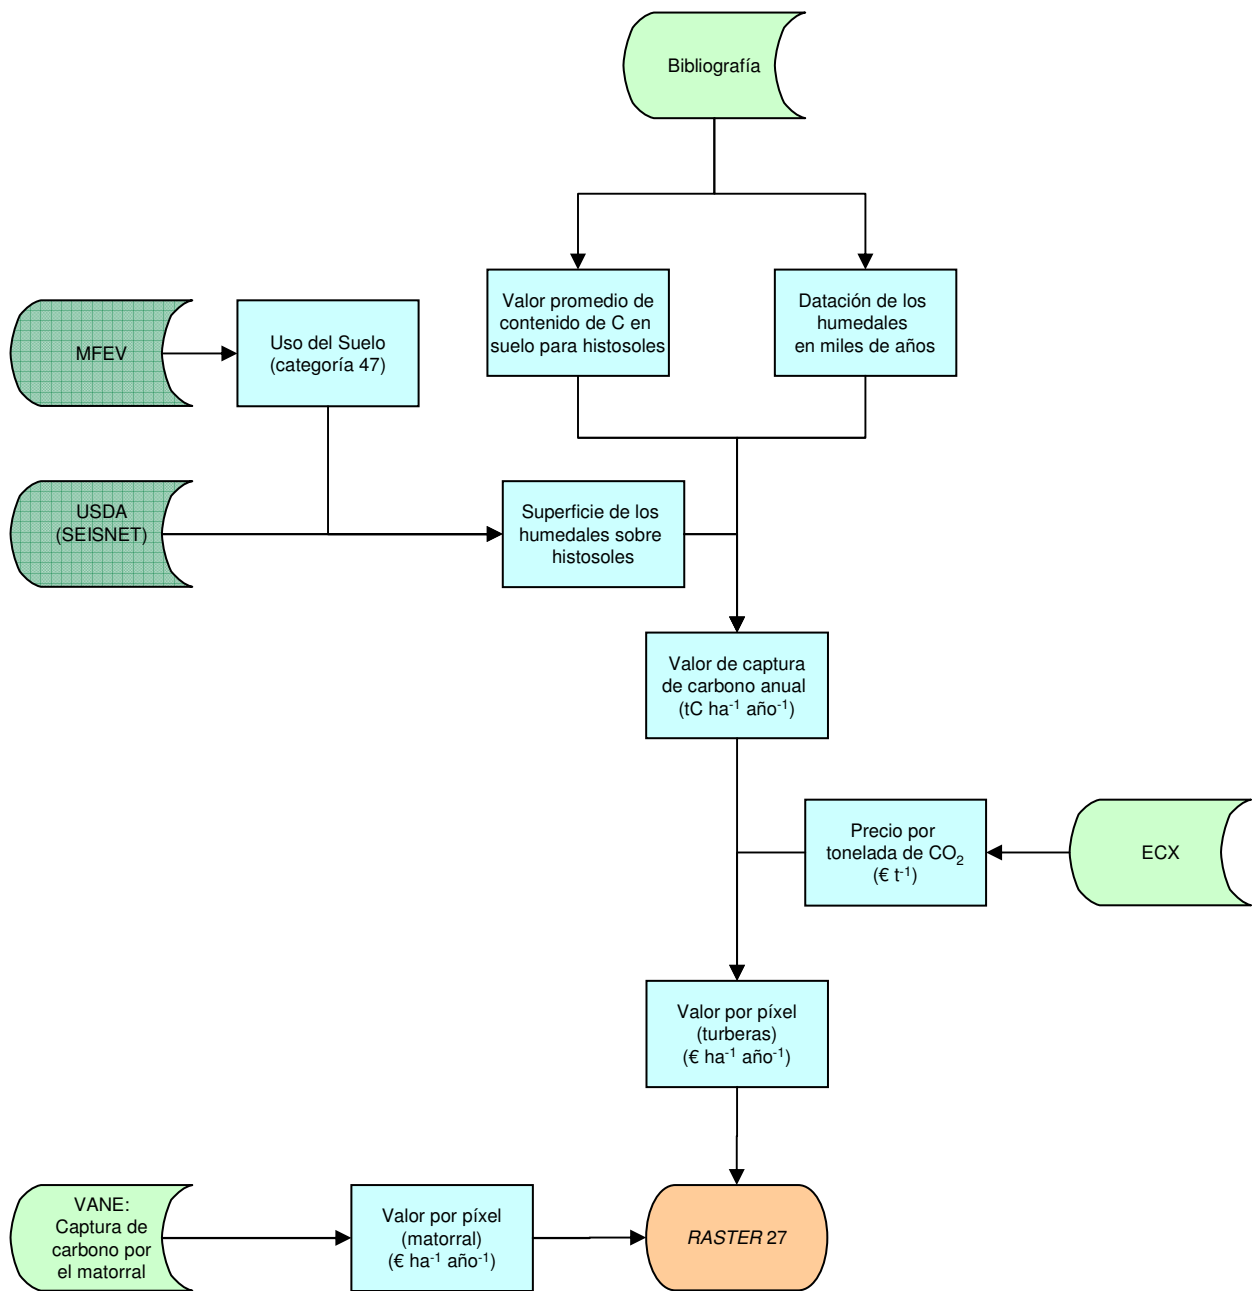 Bibliografía
Valor promedio de
contenido de C en
suelo para histosoles
Datación de los
humedales
en miles de años
MFEV
Uso del Suelo
(categoría 47)
USDA
(SEISNET)
Superficie de los
humedales sobre
histosoles
Valor de captura
de carbono anual
(tC ha⁻¹ año⁻¹)
Precio por
tonelada de CO₂
(€ t⁻¹)
ECX
Valor por píxel
(turberas)
(€ ha⁻¹ año⁻¹)
VANE:
Captura de
carbono por
el matorral
Valor por píxel
(matorral)
(€ ha⁻¹ año⁻¹)
RASTER 27